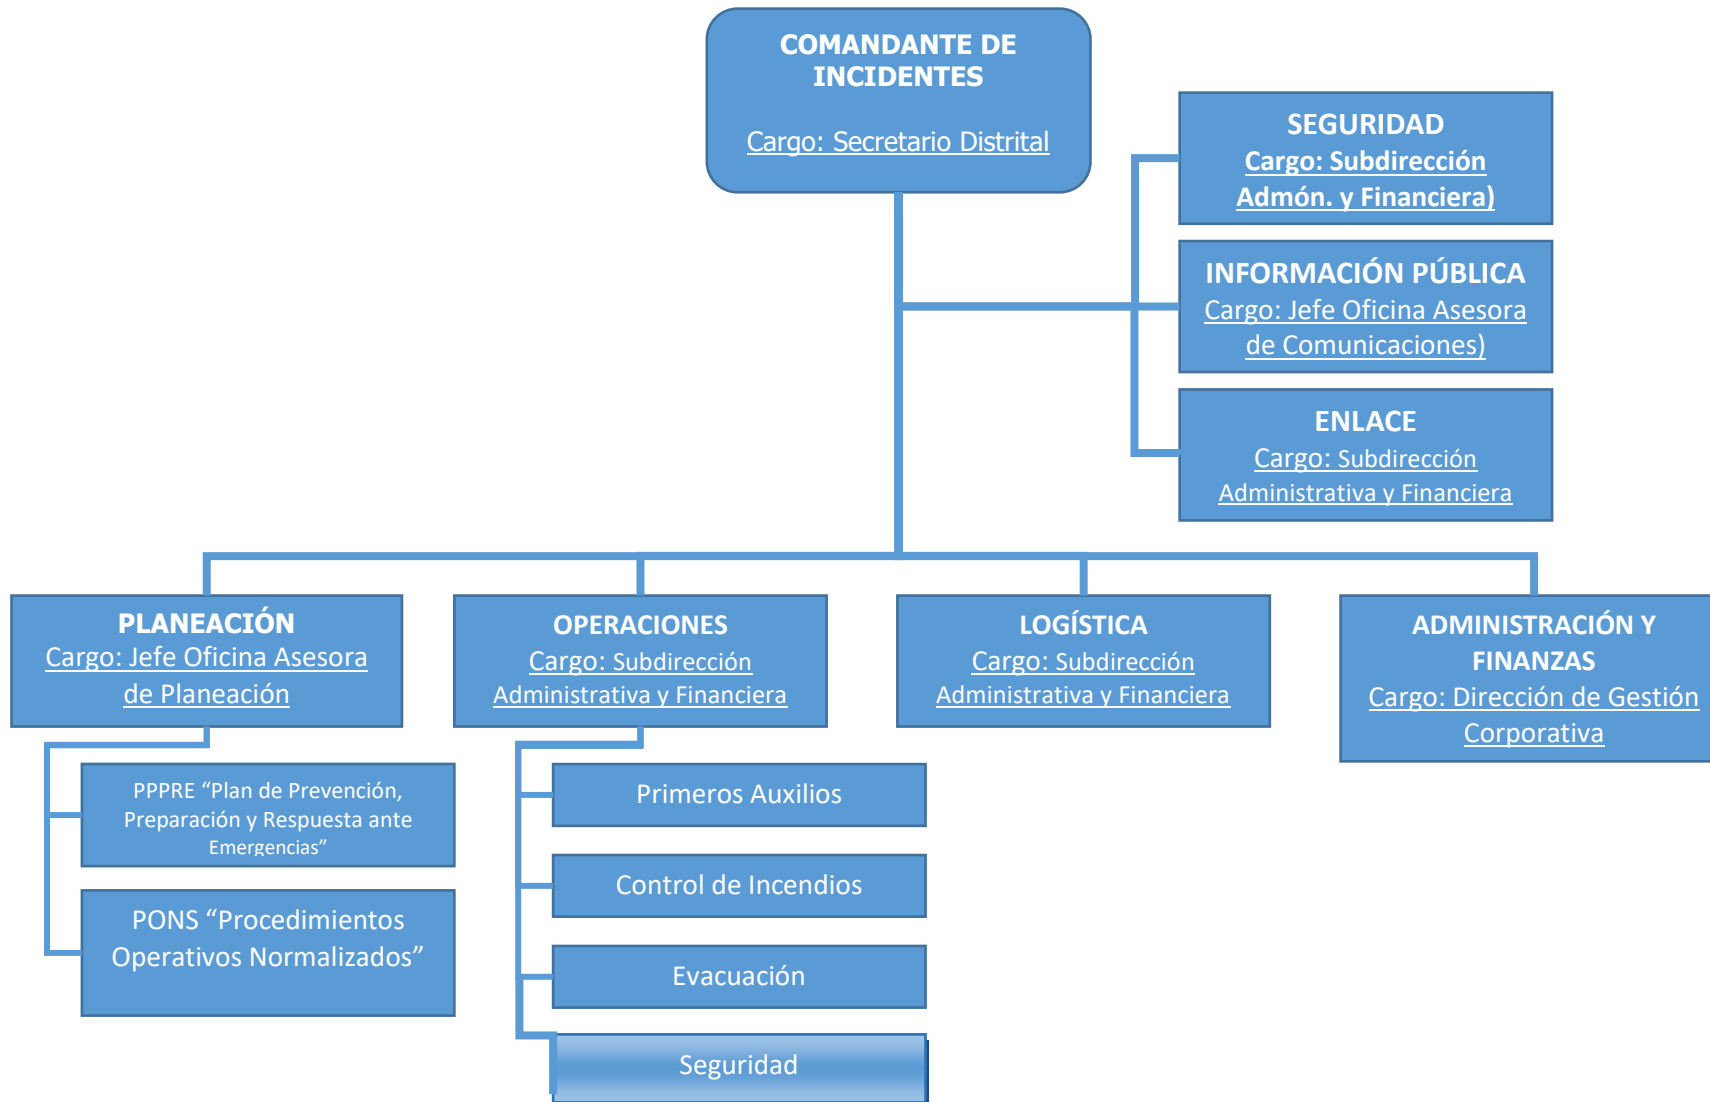 COMANDANTE DE
INCIDENTES
Cargo: Secretario Distrital
SEGURIDAD
Cargo: Subdirección
Admón. y Financiera)
INFORMACIÓN PÚBLICA
Cargo: Jefe Oficina Asesora
de Comunicaciones)
ENLACE
Cargo: Subdirección
Administrativa y Financiera
PLANEACIÓN
Cargo: Jefe Oficina Asesora
de Planeación
OPERACIONES
Cargo: Subdirección
Administrativa y Financiera
LOGÍSTICA
Cargo: Subdirección
Administrativa y Financiera
ADMINISTRACIÓN Y
FINANZAS
Cargo: Dirección de Gestión
Corporativa
PPPRE “Plan de Prevención,
Preparación y Respuesta ante
Emergencias”
PONS “Procedimientos
Operativos Normalizados”
Primeros Auxilios
Control de Incendios
Evacuación
Seguridad